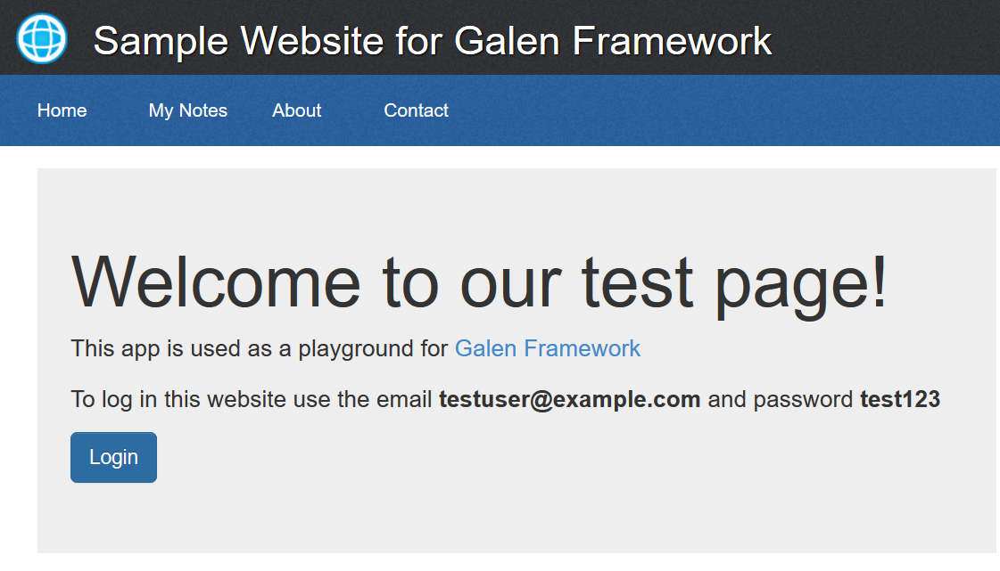 Sample Website for Galen Framework
Home My Notes About Contact
Welcome to our test page!
This app is used as a playground for Galen Framework
To log in this website use the email testuser@example.com and password test123
Login